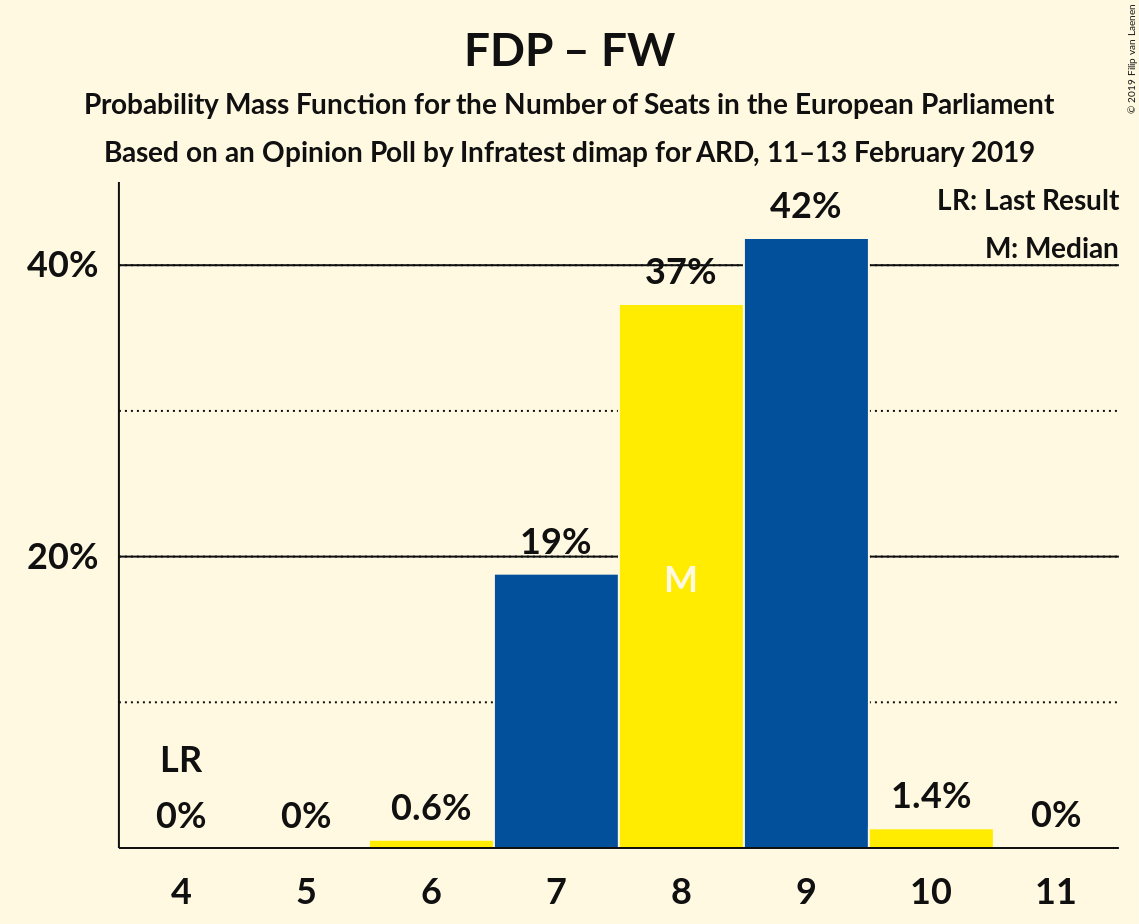 FDP – FW
Probability Mass Function for the Number of Seats in the European Parliament
Based on an Opinion Poll by Infratest dimap for ARD, 11–13 February 2019
© 2019 Filip van Laenen
LR: Last Result
M: Median
42%
40%
37%
19%
20%
M
LR
0%
0%
0.6%
1.4%
0%
4
5
6
7
8
9
10
11